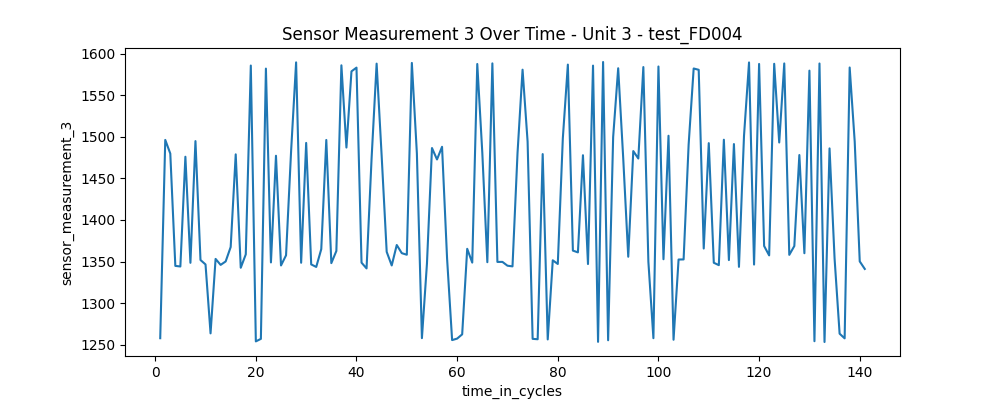 Sensor Measurement 3 Over Time - Unit 3 - test_FD004
1600
1550
1500
1450
1400
1350
1300
1250
sensor_measurement_3
0 20 40 60 80 100 120 140
time_in_cycles